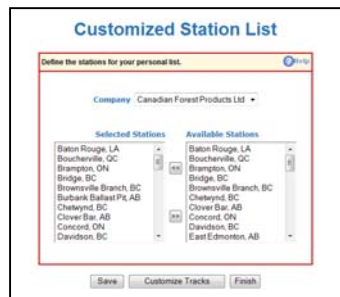 Customized Station List
Define the stations for your personal list.
Help
Company Canadian Forest Products Ltd
Selected Stations
Baton Rouge, LA
Boucherville, QC
Brampton, ON
Bridge, BC
Brownsville Branch, BC
Burbank Ballast Pit, AB
Chetwynd, BC
Clover Bar, AB
Concord, ON
Davidson, BC
<<
>>
Available Stations
Baton Rouge, LA
Boucherville, QC
Brampton, ON
Bridge, BC
Brownsville Branch, BC
Chetwynd, BC
Clover Bar, AB
Concord, ON
Davidson, BC
East Edmonton, AB
Save Customize Tracks Finish